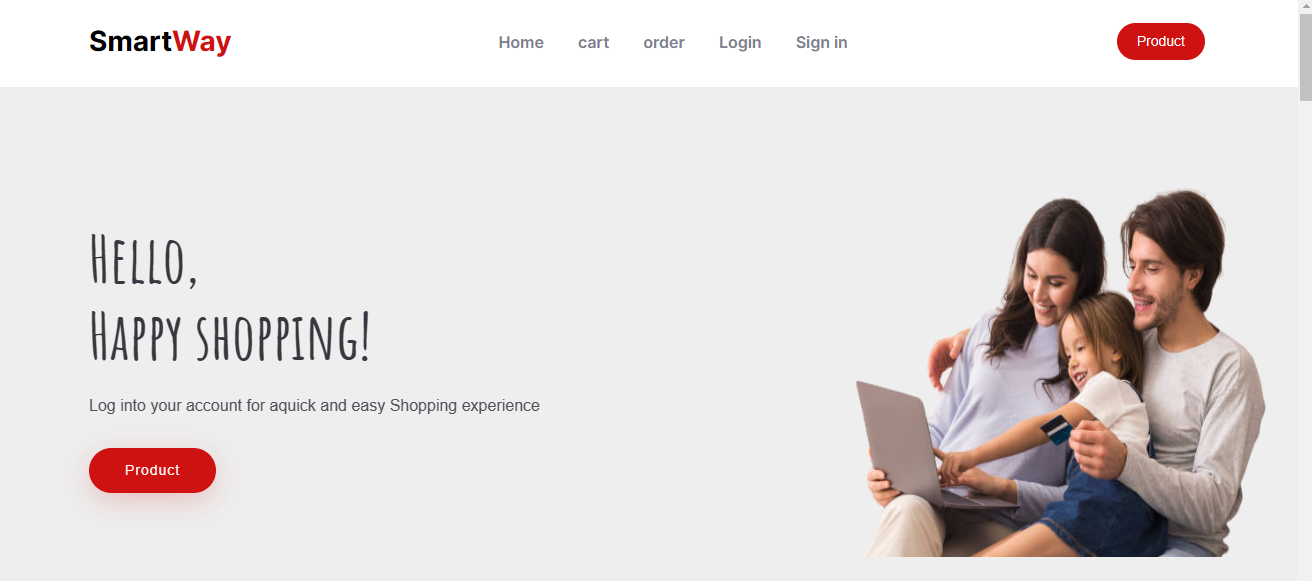 SmartWay
Home cart order Login Sign in
Product
Hello,
Happy shopping!
Log into your account for aquick and easy Shopping experience
Product